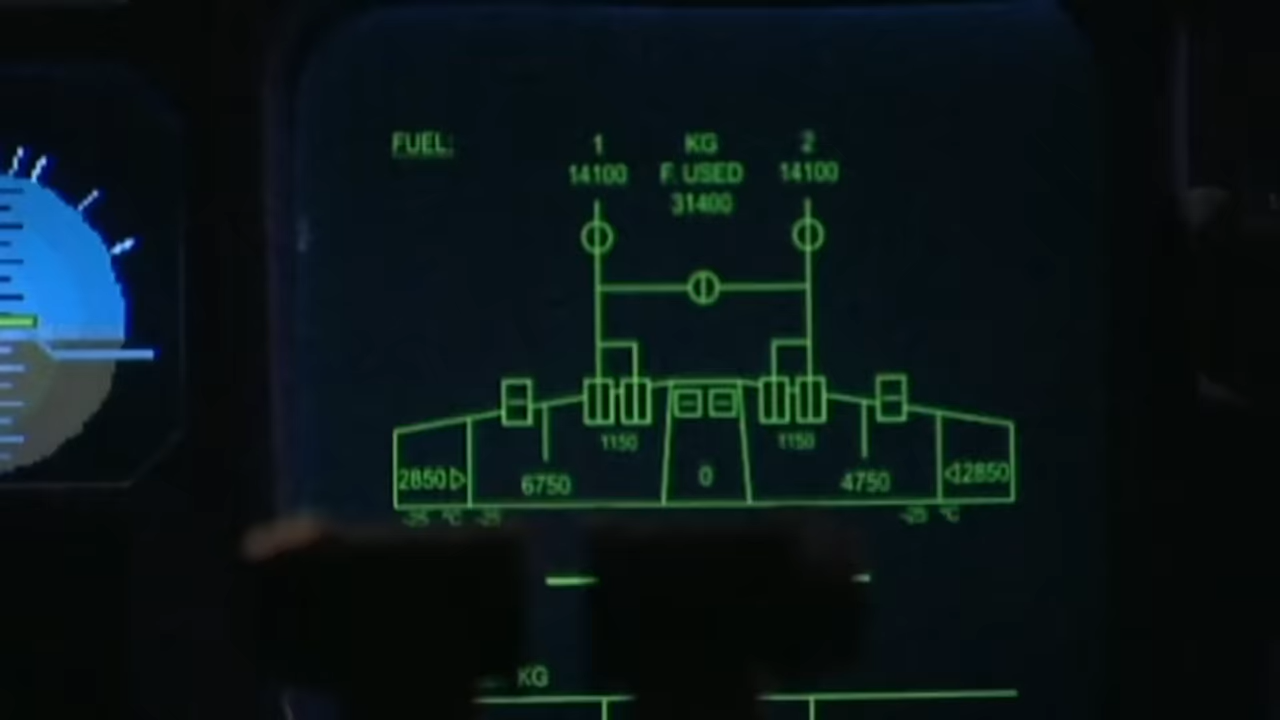 FUEL:
1 KG 2
14100 F. USED 14100
31400
1150 1150
2850 6750 0 4750 2850
-25 °C -25 -25 °C
KG